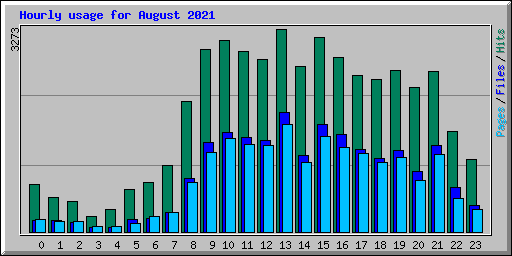 Hourly usage for August 2021
3273
Pages / Files / Hits
0 1 2 3 4 5 6 7 8 9 10 11 12 13 14 15 16 17 18 19 20 21 22 23